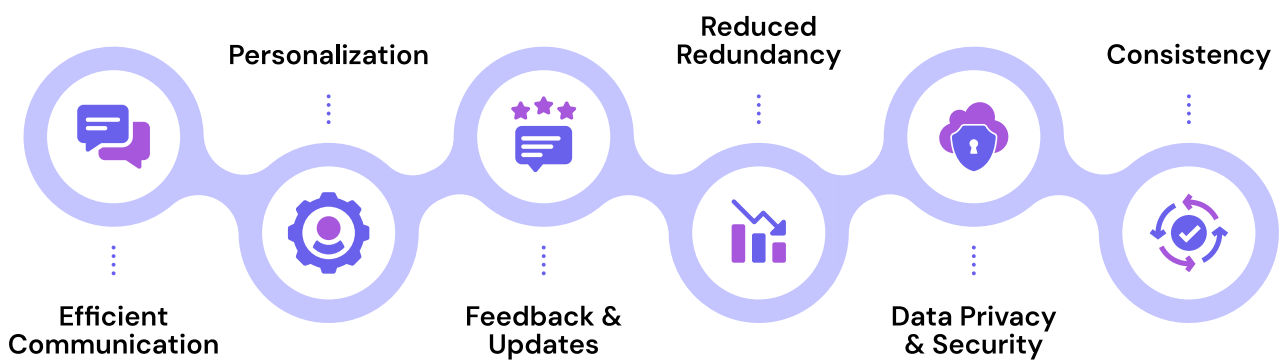 Efficient
Communication
Personalization
Feedback &
Updates
Reduced
Redundancy
Data Privacy
& Security
Consistency